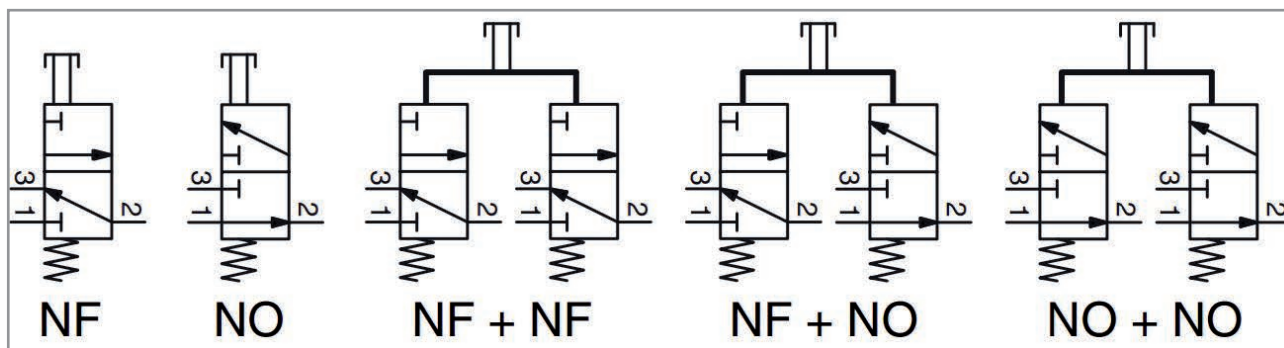 3 3 3 3 3 3 3 3
1 2 1 2 1 2 1 2 1 2 1 2 1 2 1 2
NF NO NF + NF NF + NO NO + NO